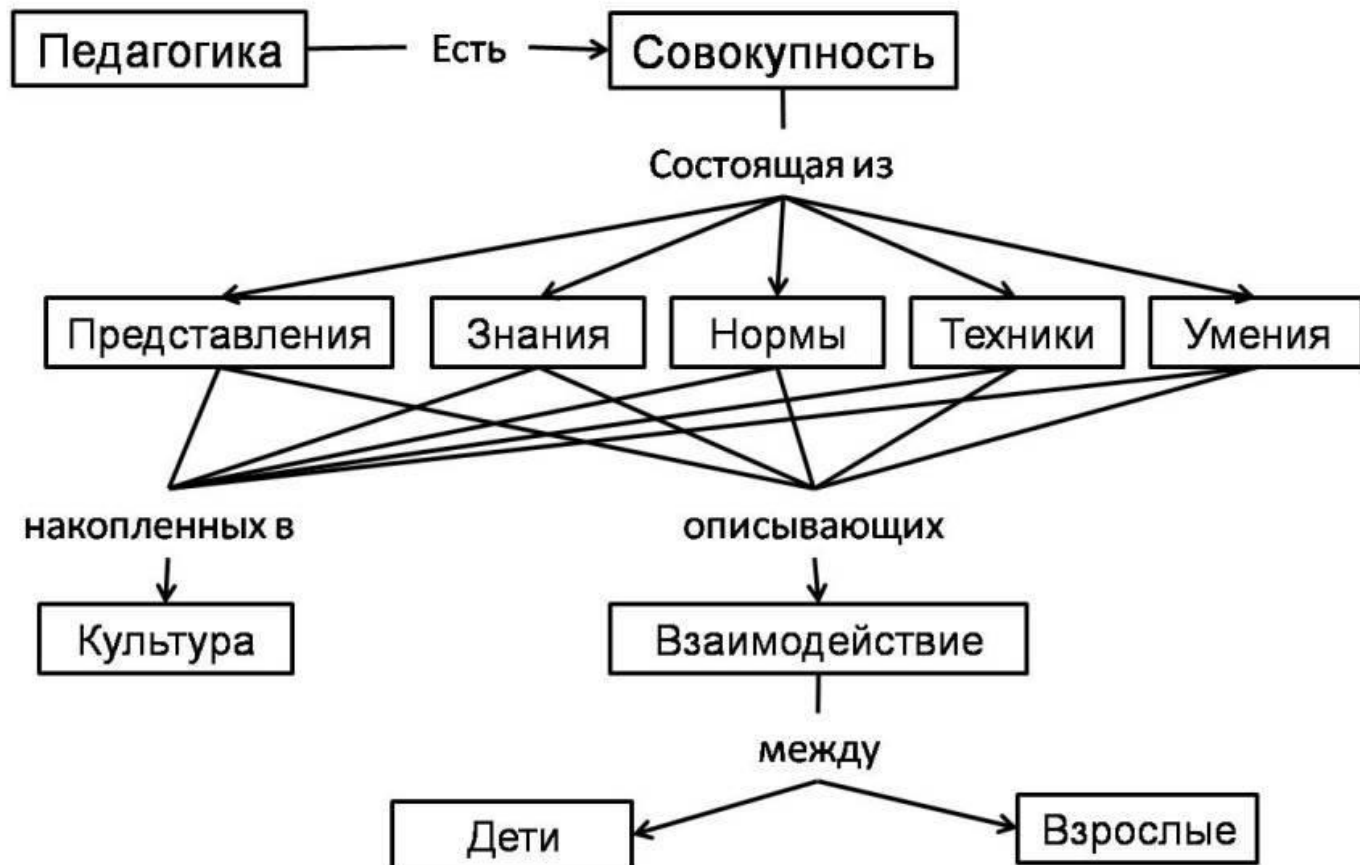 Педагогика Есть Совокупность
Состоящая из
Представления Знания Нормы Техники Умения
накопленных в описывающих
Культура Взаимодействие
между
Дети Взрослые